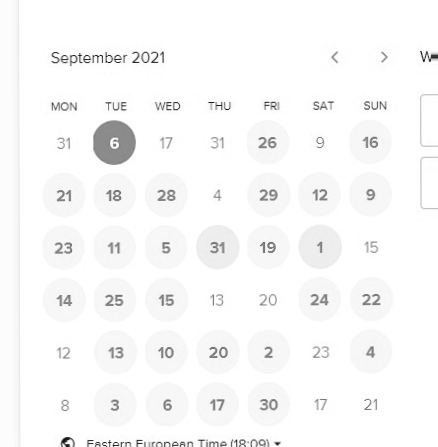 September 2021 < > W
MON TUE WED THU FRI SAT SUN
31 6 17 31 26 9 16
21 18 28 4 29 12 9
23 11 5 31 19 1 15
14 25 15 13 20 24 22
12 13 10 20 2 23 4
8 3 6 17 30 17 21
Eastern European Time (18:09)